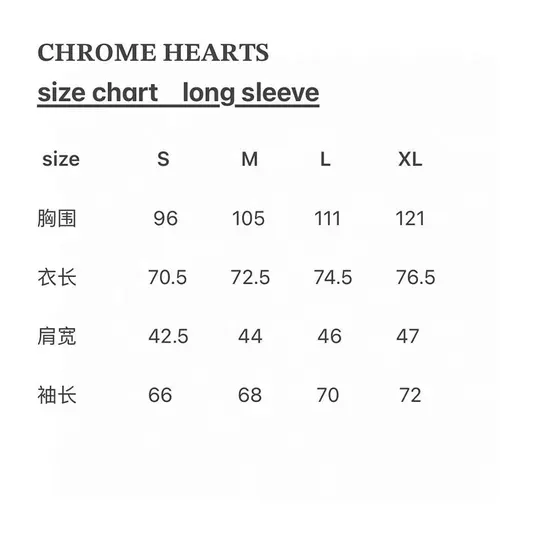 CHROME HEARTS
size chart long sleeve
size S M L XL
胸围 96 105 111 121
衣长 70.5 72.5 74.5 76.5
肩宽 42.5 44 46 47
袖长 66 68 70 72